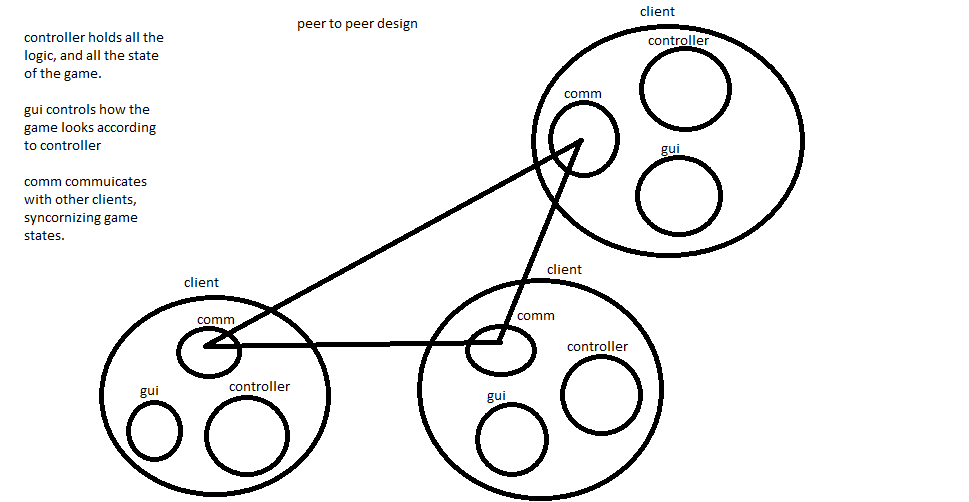 peer to peer design
controller holds all the
logic, and all the state
of the game.
gui controls how the
game looks according
to controller
comm commuicates
with other clients,
syncornizing game
states.
client
controller
comm
gui
client
comm
gui
controller
client
comm
controller
gui